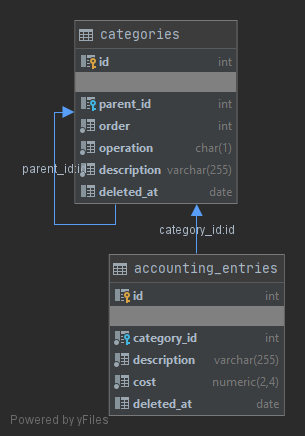 categories
id int
parent_id int
order int
operation char(1)
description varchar(255)
deleted_at date
parent_id:id
category_id:id
accounting_entries
id int
category_id int
description varchar(255)
cost numeric(2,4)
deleted_at date
Powered by yFiles